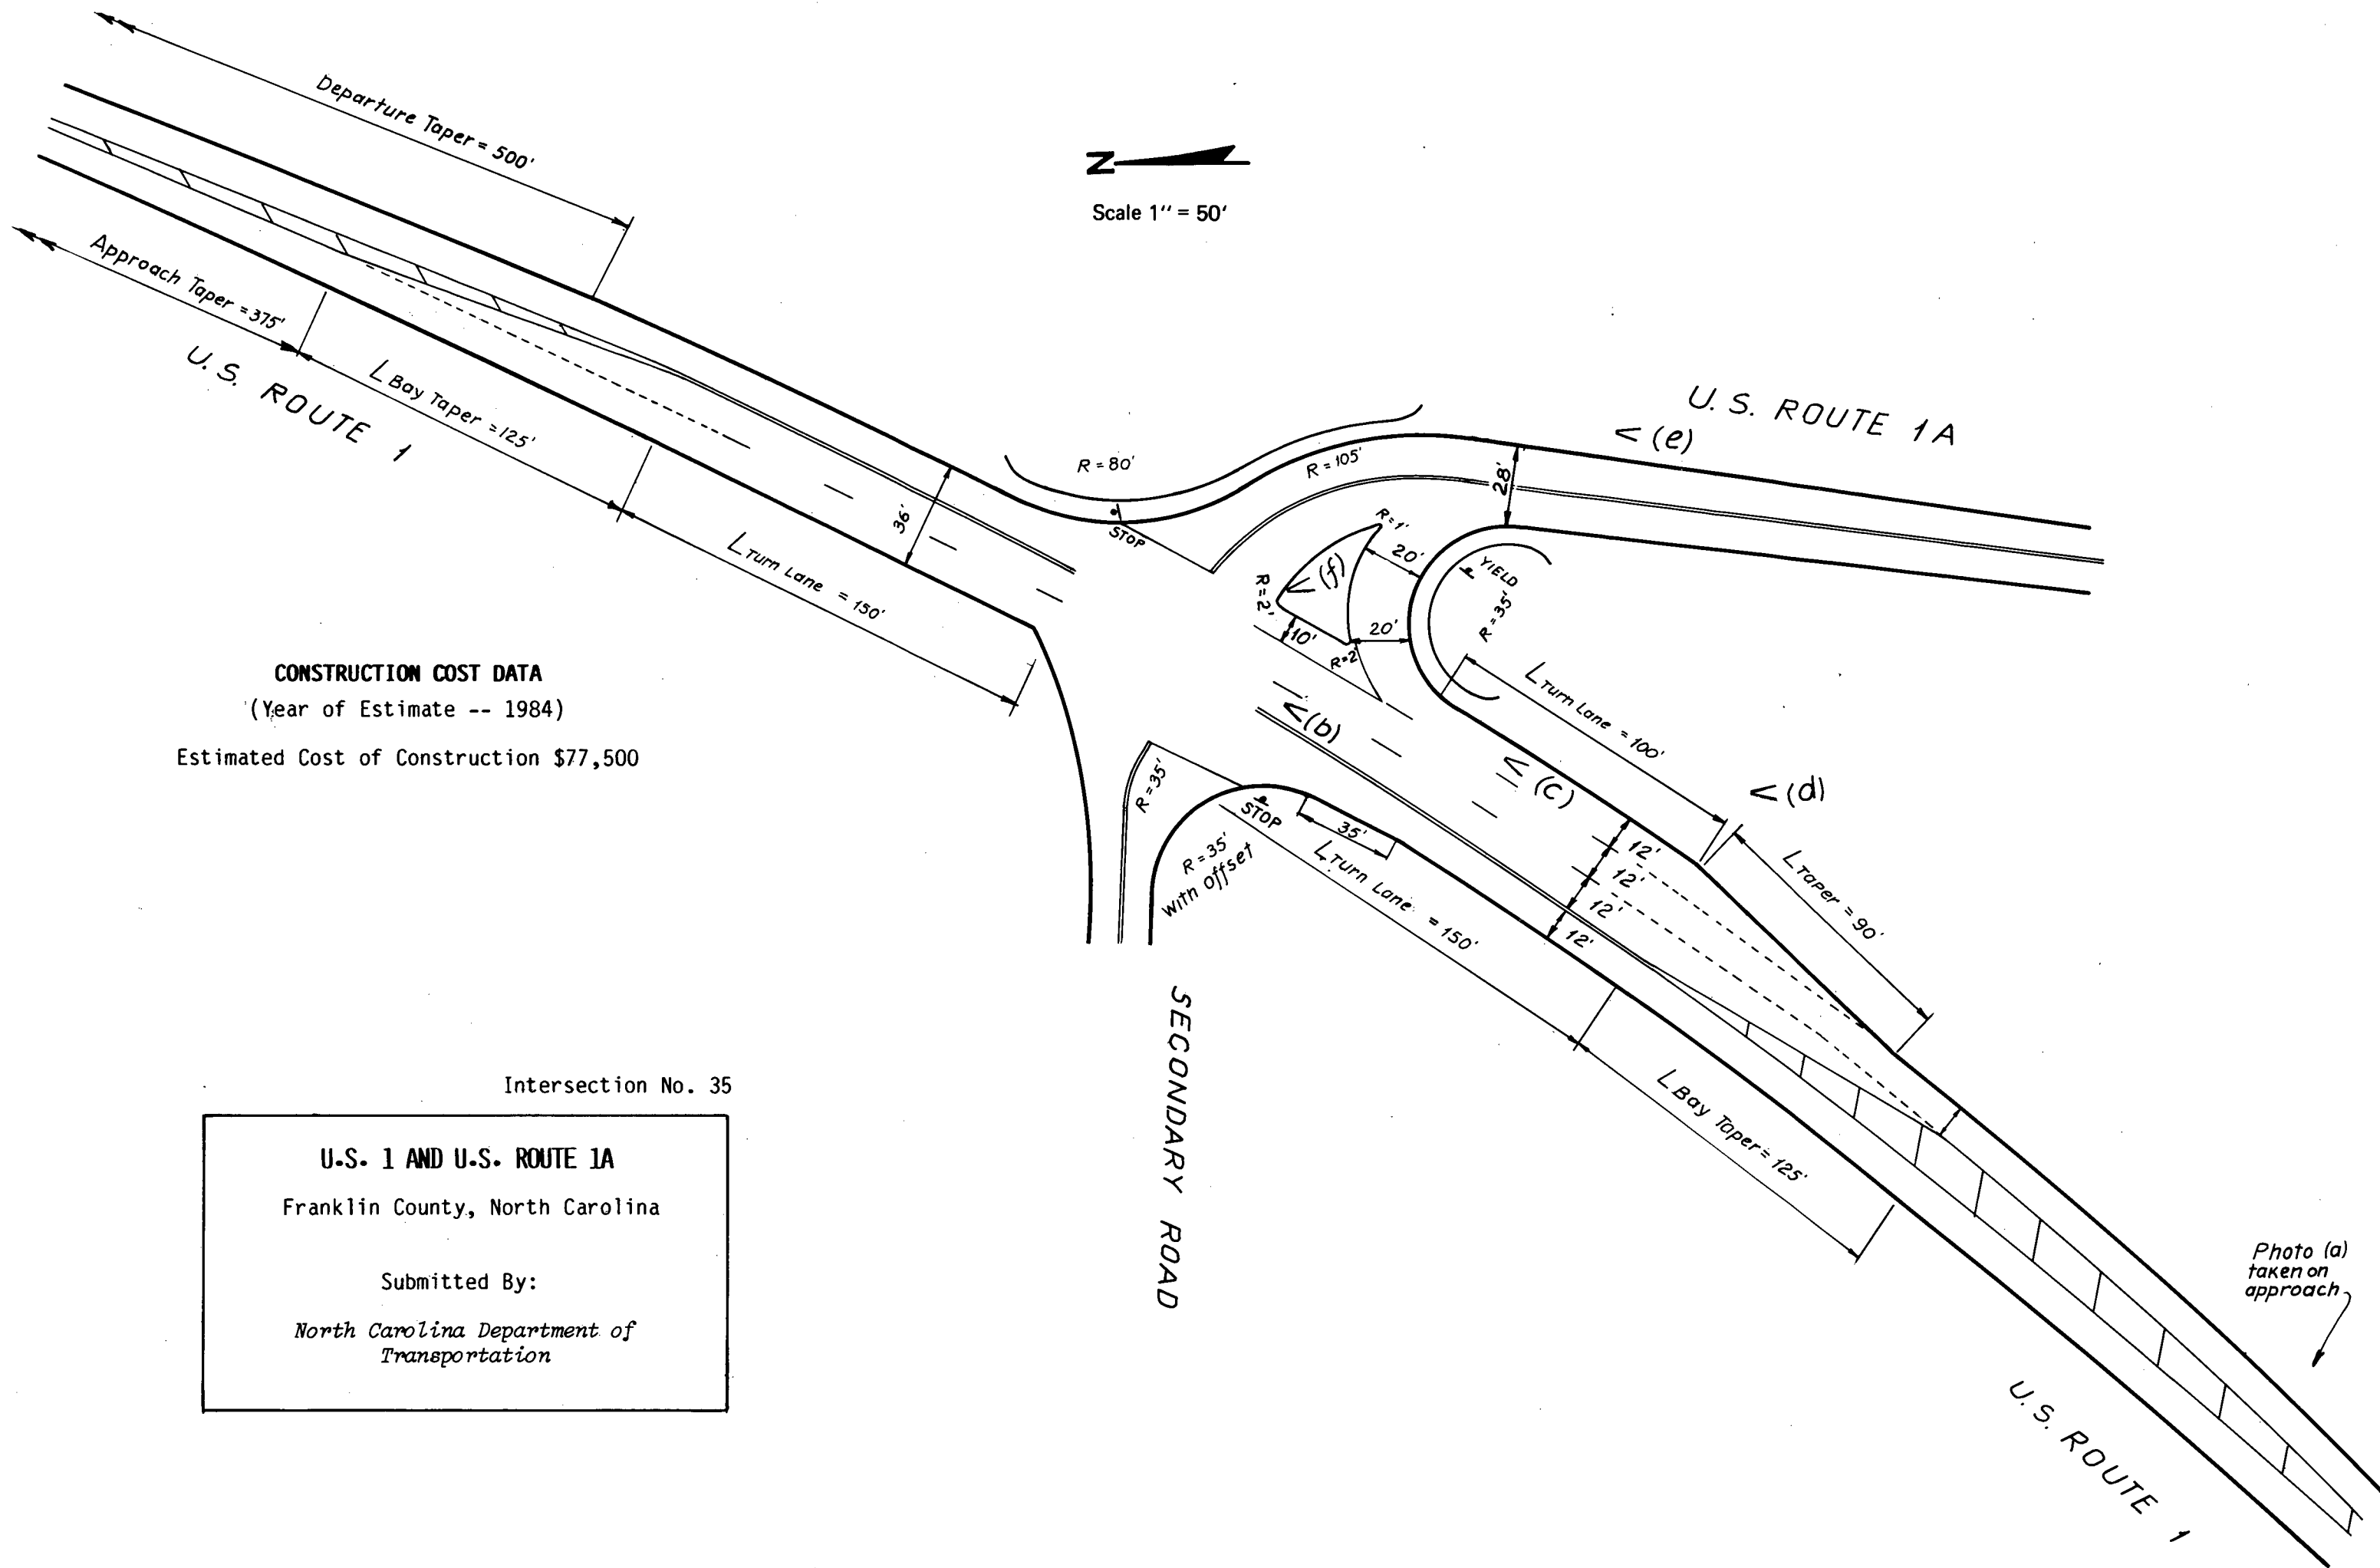 Departure Taper = 500'
Approach Taper = 375'
U.S. ROUTE 1
L Bay Taper = 125'
L Turn Lane = 150'
36'
N
Scale 1'' = 50'
R = 80'
R = 105'
STOP
U.S. ROUTE 1A
< (e)
28'
R=1'
20'
(f)
R=2'
10'
20'
R=2'
YIELD
R=35'
L Turn Lane = 100'
<(b)
< (c)
< (d)
R=35'
STOP
35'
R=35'
with Offset
L Turn Lane = 150'
12'
12'
12'
12'
L Taper = 90'
L Bay Taper = 125'
SECONDARY ROAD
Photo (a)
taken on
approach
U.S. ROUTE 1
CONSTRUCTION COST DATA
(Year of Estimate -- 1984)
Estimated Cost of Construction $77,500
Intersection No. 35
U.S. 1 AND U.S. ROUTE 1A
Franklin County, North Carolina
Submitted By:
North Carolina Department of
Transportation